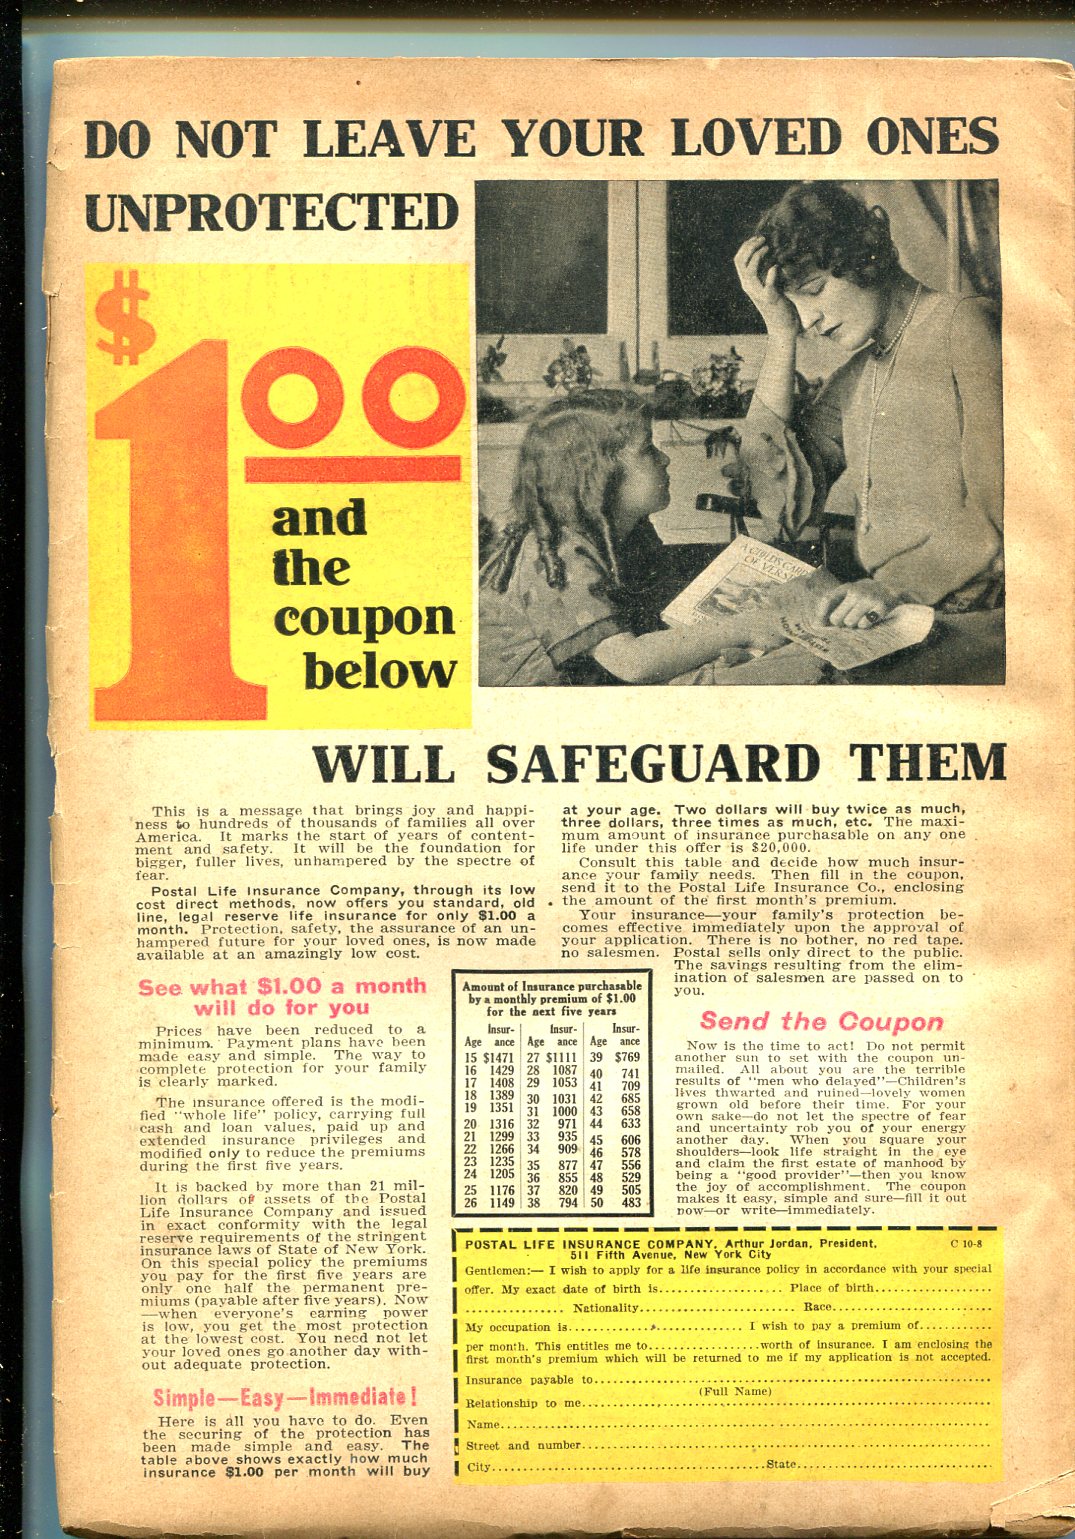 DO NOT LEAVE YOUR LOVED ONES
UNPROTECTED
$1.00
and
the
coupon
below
A CHILD'S GARD
OF VERS
WILL SAFEGUARD THEM
This is a message that brings joy and happi-
ness to hundreds of thousands of families all over
America. It marks the start of years of content-
ment and safety. It will be the foundation for
bigger, fuller lives, unhampered by the spectre of
fear.
Postal Life Insurance Company, through its low
cost direct methods, now offers you standard, old
line, legal reserve life insurance for only $1.00 a
month. Protection, safety, the assurance of an un-
hampered future for your loved ones, is now made
available at an amazingly low cost.
See what $1.00 a month
will do for you
Prices have been reduced to a
minimum. Payment plans have been
made easy and simple. The way to
complete protection for your family
is clearly marked.
The insurance offered is the modi-
fied "whole life" policy, carrying full
cash and loan values, paid up and
extended insurance privileges and
modified only to reduce the premiums
during the first five years.
It is backed by more than 21 mil-
lion dollars of assets of the Postal
Life Insurance Company and issued
in exact conformity with the legal
reserve requirements of the stringent
insurance laws of State of New York.
On this special policy the premiums
you pay for the first five years are
only one half the permanent pre-
miums (payable after five years). Now
—when everyone's earning power
is low, you get the most protection
at the lowest cost. You need not let
your loved ones go another day with-
out adequate protection.
Simple—Easy—Immediate!
Here is all you have to do. Even
the securing of the protection has
been made simple and easy. The
table above shows exactly how much
insurance $1.00 per month will buy
at your age. Two dollars will buy twice as much,
three dollars, three times as much, etc. The maxi-
mum amount of insurance purchasable on any one
life under this offer is $20,000.
Consult this table and decide how much insur-
ance your family needs. Then fill in the coupon,
send it to the Postal Life Insurance Co., enclosing
the amount of the first month's premium.
Your insurance—your family's protection be-
comes effective immediately upon the approval of
your application. There is no bother, no red tape.
no salesmen. Postal sells only direct to the public.
The savings resulting from the elim-
ination of salesmen are passed on to
you.
Amount of Insurance purchasable
by a monthly premium of $1.00
for the next five years
Insur- Insur- Insur-
Age ance Age ance Age ance
15 $1471 27 $1111 39 $769
16 1429 28 1087 40 741
17 1408 29 1053 41 709
18 1389 30 1031 42 685
19 1351 31 1000 43 658
20 1316 32 971 44 633
21 1299 33 935 45 606
22 1266 34 909 46 578
23 1235 35 877 47 556
24 1205 36 855 48 529
25 1176 37 820 49 505
26 1149 38 794 50 483
Send the Coupon
Now is the time to act! Do not permit
another sun to set with the coupon un-
mailed. All about you are the terrible
results of "men who delayed"—Children's
lives thwarted and ruined—lovely women
grown old before their time. For your
own sake—do not let the spectre of fear
and uncertainty rob you of your energy
another day. When you square your
shoulders—look life straight in the eye
and claim the first estate of manhood by
being a "good provider"—then you know
the joy of accomplishment. The coupon
makes it easy, simple and sure—fill it out
now—or write—immediately.
POSTAL LIFE INSURANCE COMPANY, Arthur Jordan, President, C 10-8
511 Fifth Avenue, New York City
Gentlemen:— I wish to apply for a life insurance policy in accordance with your special
offer. My exact date of birth is.................... Place of birth...................
................ Nationality........................... Race.........................
My occupation is............................. I wish to pay a premium of............
per month. This entitles me to..................worth of insurance. I am enclosing the
first month's premium which will be returned to me if my application is not accepted.
Insurance payable to..................................................
(Full Name)
Relationship to me..................................................
Name..................................................
Street and number..................................................
City..................................................State...............................